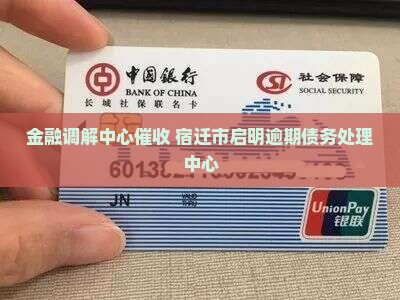 中国银行
BANK OF CHINA
社会保障
SOCIAL SECURITY
长城社保联名卡
金融调解中心催收 宿迁市启明逾期债务处理
中心
JN
UnionPay
银联